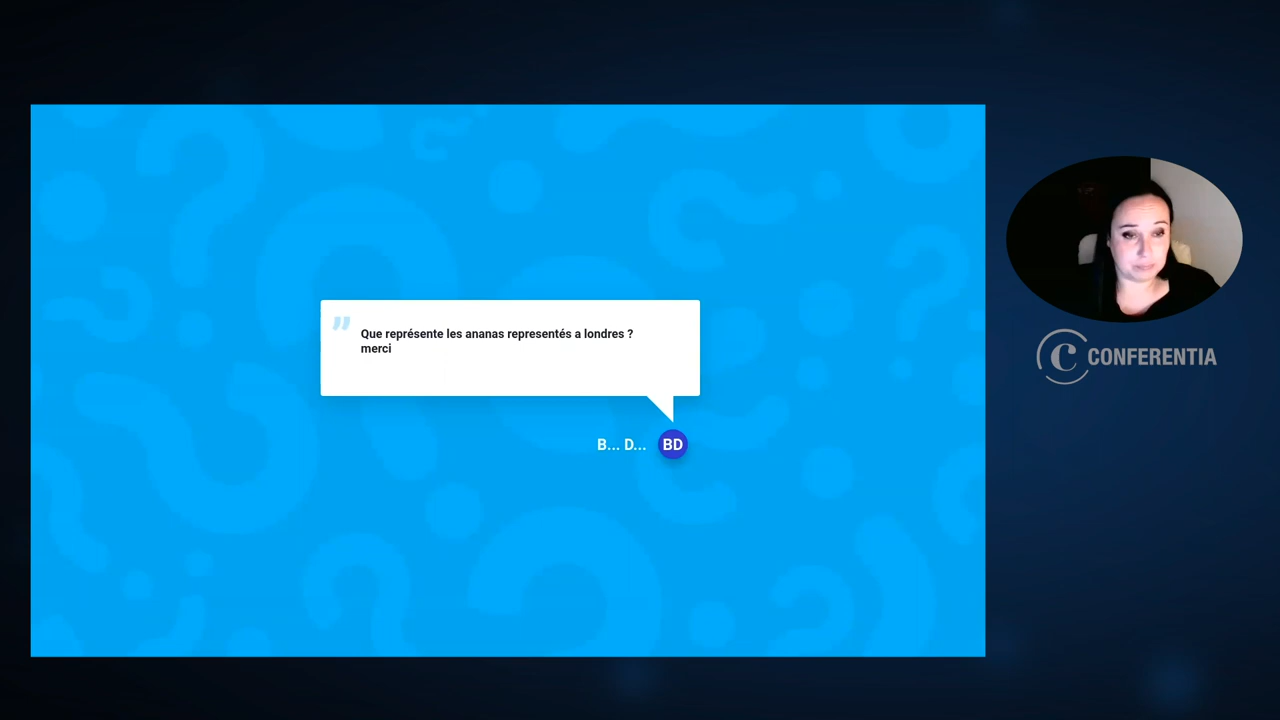 Que représente les ananas representés a londres ?
merci
B... D...
BD
C CONFERENTIA